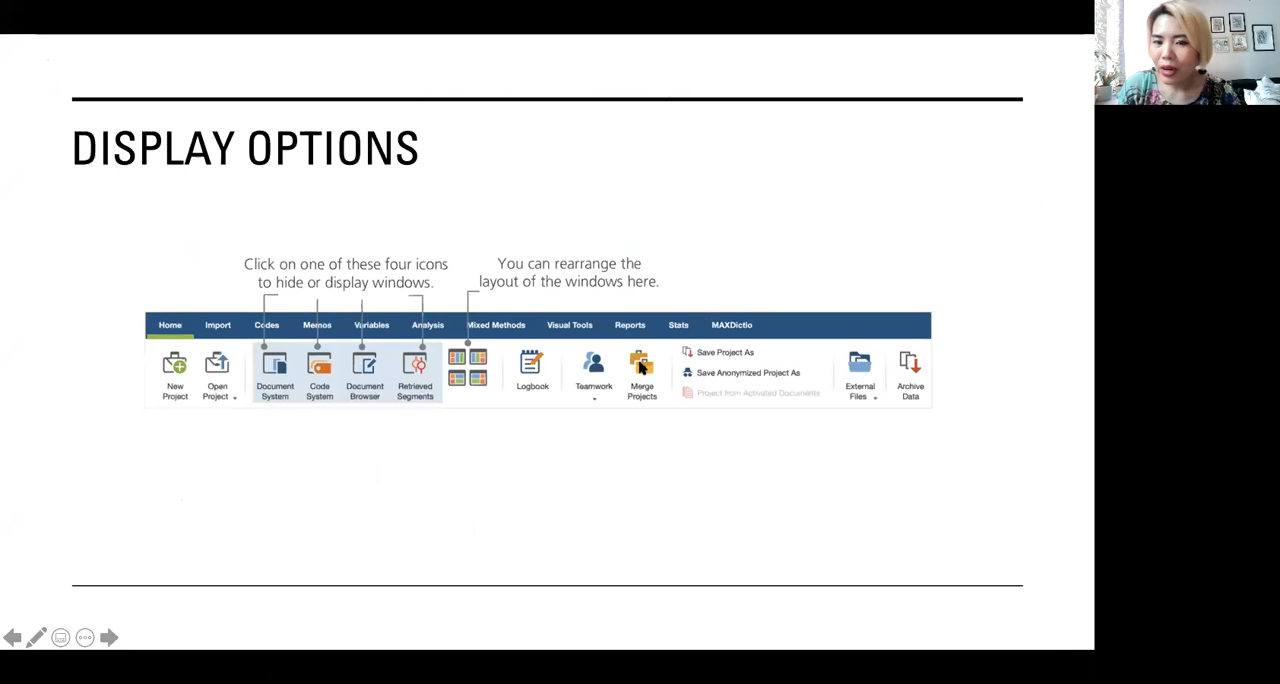 DISPLAY OPTIONS
Click on one of these four icons
to hide or display windows.
You can rearrange the
layout of the windows here.
Home Import Codes Memos Variables Analysis Mixed Methods Visual Tools Reports Stats MAXDictio
New
Project
Open
Project
Document
System
Code
System
Document
Browser
Retrieved
Segments
Logbook
Teamwork
Merge
Projects
Save Project As
Save Anonymized Project As
Project from Activated Documents
External
Files
Archive
Data